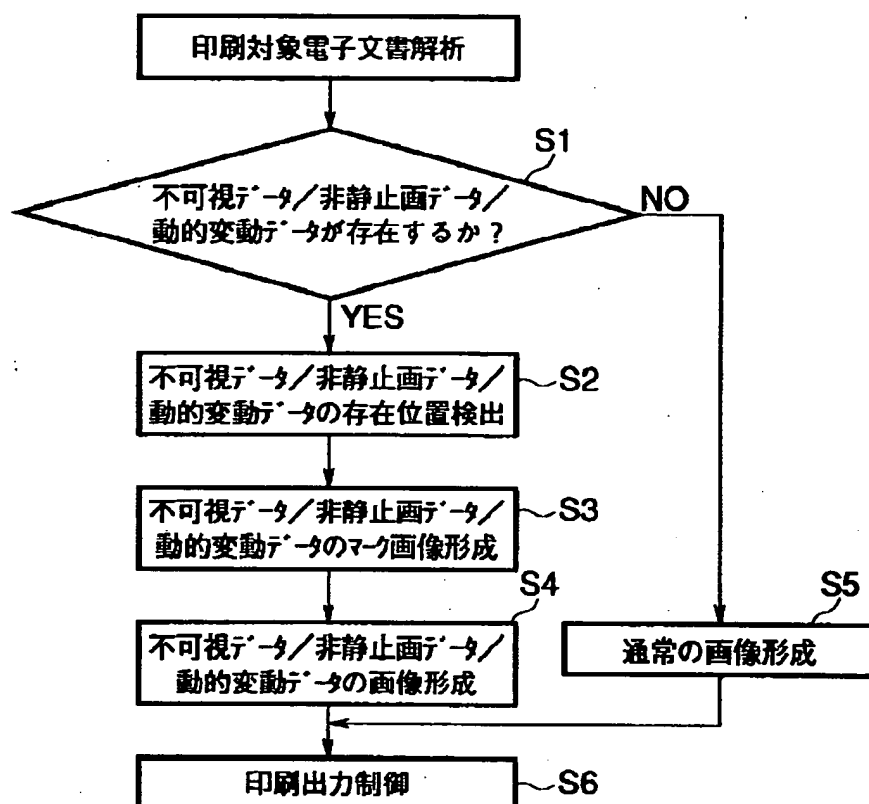 印刷対象電子文書解析
S1
不可視ﾃﾞｰﾀ／非静止画ﾃﾞｰﾀ／
動的変動ﾃﾞｰﾀが存在するか？
NO
YES
不可視ﾃﾞｰﾀ／非静止画ﾃﾞｰﾀ／
動的変動ﾃﾞｰﾀの存在位置検出
S2
不可視ﾃﾞｰﾀ／非静止画ﾃﾞｰﾀ／
動的変動ﾃﾞｰﾀのﾏｰｸ画像形成
S3
S4
不可視ﾃﾞｰﾀ／非静止画ﾃﾞｰﾀ／
動的変動ﾃﾞｰﾀの画像形成
S5
通常の画像形成
印刷出力制御
S6